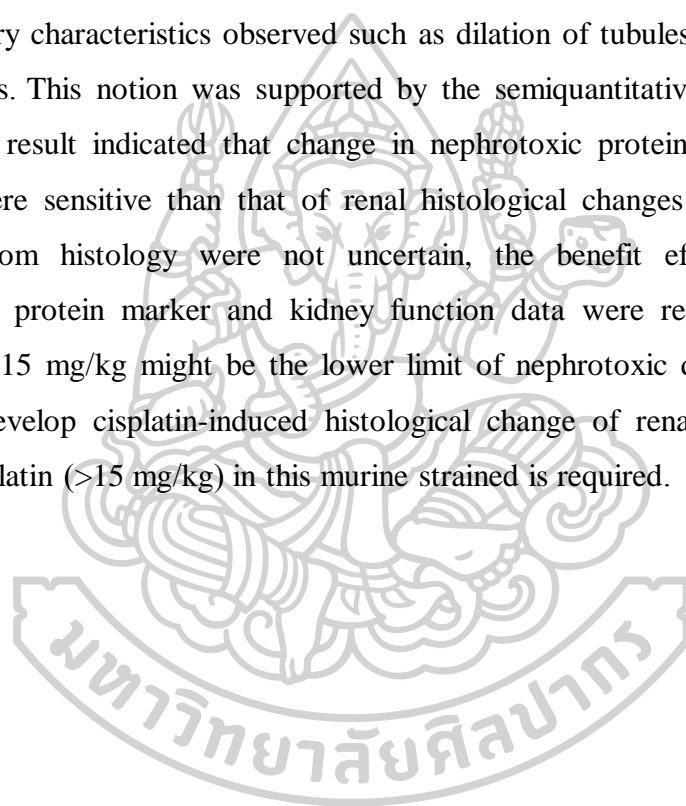 ry characteristics observed such as dilation of tubules
s. This notion was supported by the semiquantitativ
result indicated that change in nephrotoxic protein
ere sensitive than that of renal histological changes
om histology were not uncertain, the benefit ef
protein marker and kidney function data were re
15 mg/kg might be the lower limit of nephrotoxic
evelop cisplatin-induced histological change of rena
latin (>15 mg/kg) in this murine strained is required.
มหาวิทยาลัยศิลปากร